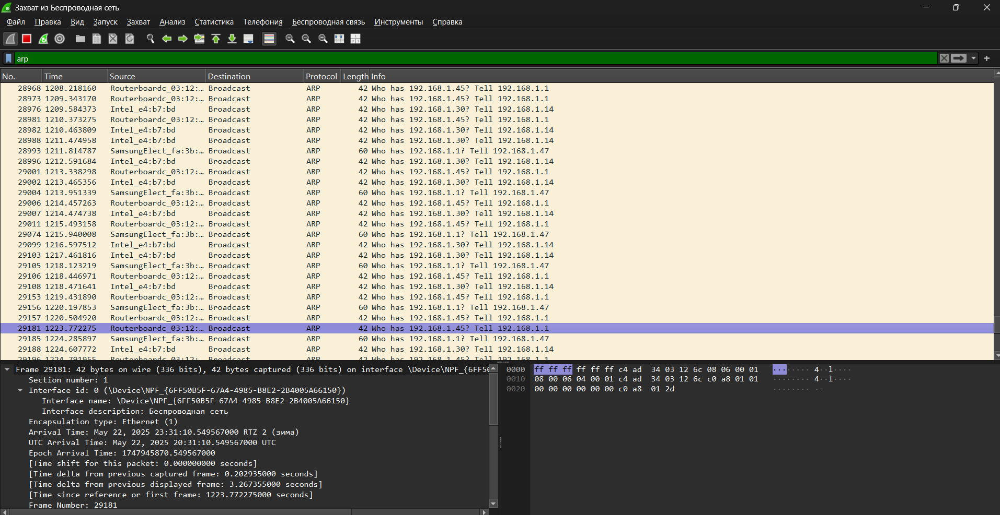 Захват из Беспроводная сеть
Файл Правка Вид Запуск Захват Анализ Статистика Телефония Беспроводная связь Инструменты Справка
arp
No. Time Source Destination Protocol Length Info
28968 1208.218160 Routerboardc_03:12:… Broadcast ARP 42 Who has 192.168.1.45? Tell 192.168.1.1
28973 1209.343170 Routerboardc_03:12:… Broadcast ARP 42 Who has 192.168.1.45? Tell 192.168.1.1
28976 1209.584373 Intel_e4:b7:bd Broadcast ARP 42 Who has 192.168.1.30? Tell 192.168.1.14
28981 1210.373275 Routerboardc_03:12:… Broadcast ARP 42 Who has 192.168.1.45? Tell 192.168.1.1
28982 1210.463809 Intel_e4:b7:bd Broadcast ARP 42 Who has 192.168.1.30? Tell 192.168.1.14
28988 1211.474958 Intel_e4:b7:bd Broadcast ARP 42 Who has 192.168.1.30? Tell 192.168.1.14
28993 1211.814787 SamsungElect_fa:3b:… Broadcast ARP 60 Who has 192.168.1.1? Tell 192.168.1.47
28996 1212.591684 Intel_e4:b7:bd Broadcast ARP 42 Who has 192.168.1.30? Tell 192.168.1.14
29001 1213.338298 Routerboardc_03:12:… Broadcast ARP 42 Who has 192.168.1.45? Tell 192.168.1.1
29002 1213.465356 Intel_e4:b7:bd Broadcast ARP 42 Who has 192.168.1.30? Tell 192.168.1.14
29004 1213.951339 SamsungElect_fa:3b:… Broadcast ARP 60 Who has 192.168.1.1? Tell 192.168.1.47
29006 1214.457263 Routerboardc_03:12:… Broadcast ARP 42 Who has 192.168.1.45? Tell 192.168.1.1
29007 1214.474738 Intel_e4:b7:bd Broadcast ARP 42 Who has 192.168.1.30? Tell 192.168.1.14
29011 1215.493158 Routerboardc_03:12:… Broadcast ARP 42 Who has 192.168.1.45? Tell 192.168.1.1
29074 1215.940008 SamsungElect_fa:3b:… Broadcast ARP 60 Who has 192.168.1.1? Tell 192.168.1.47
29099 1216.597512 Intel_e4:b7:bd Broadcast ARP 42 Who has 192.168.1.30? Tell 192.168.1.14
29103 1217.461816 Intel_e4:b7:bd Broadcast ARP 42 Who has 192.168.1.30? Tell 192.168.1.14
29105 1218.123219 SamsungElect_fa:3b:… Broadcast ARP 60 Who has 192.168.1.1? Tell 192.168.1.47
29106 1218.446971 Routerboardc_03:12:… Broadcast ARP 42 Who has 192.168.1.45? Tell 192.168.1.1
29108 1218.471641 Intel_e4:b7:bd Broadcast ARP 42 Who has 192.168.1.30? Tell 192.168.1.14
29153 1219.431890 Routerboardc_03:12:… Broadcast ARP 42 Who has 192.168.1.45? Tell 192.168.1.1
29156 1220.197853 SamsungElect_fa:3b:… Broadcast ARP 60 Who has 192.168.1.1? Tell 192.168.1.47
29157 1220.504920 Routerboardc_03:12:… Broadcast ARP 42 Who has 192.168.1.45? Tell 192.168.1.1
29181 1223.772275 Routerboardc_03:12:… Broadcast ARP 42 Who has 192.168.1.45? Tell 192.168.1.1
29185 1224.285897 SamsungElect_fa:3b:… Broadcast ARP 60 Who has 192.168.1.1? Tell 192.168.1.47
29188 1224.607772 Intel_e4:b7:bd Broadcast ARP 42 Who has 192.168.1.30? Tell 192.168.1.14
29196 1224.791955 Routerboardc_03:12:… Broadcast ARP 42 Who has 192.168.1.45? Tell 192.168.1.1
Frame 29181: 42 bytes on wire (336 bits), 42 bytes captured (336 bits) on interface \Device\NPF_{6FF5
Section number: 1
Interface id: 0 (\Device\NPF_{6FF50B5F-67A4-4985-B8E2-2B4005A66150})
Interface name: \Device\NPF_{6FF50B5F-67A4-4985-B8E2-2B4005A66150}
Interface description: Беспроводная сеть
Encapsulation type: Ethernet (1)
Arrival Time: May 22, 2025 23:31:10.549567000 RTZ 2 (зима)
UTC Arrival Time: May 22, 2025 20:31:10.549567000 UTC
Epoch Arrival Time: 1747945870.549567000
[Time shift for this packet: 0.000000000 seconds]
[Time delta from previous captured frame: 0.202935000 seconds]
[Time delta from previous displayed frame: 3.267355000 seconds]
[Time since reference or first frame: 1223.772275000 seconds]
Frame Number: 29181
0000 ff ff ff ff ff ff c4 ad 34 03 12 6c 08 06 00 01 ········ 4··l····
0010 08 00 06 04 00 01 c4 ad 34 03 12 6c c0 a8 01 01 ········ 4··l····
0020 00 00 00 00 00 00 c0 a8 01 2d ········ ·-